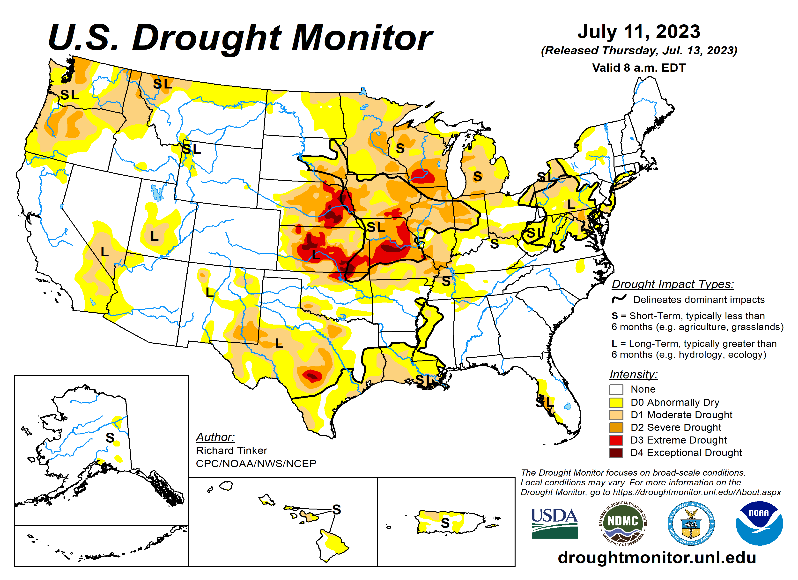 U.S. Drought Monitor
July 11, 2023
(Released Thursday, Jul. 13, 2023)
Valid 8 a.m. EDT
SL
SL
SL
S
S
SL
L
SL
S
SL
S
L
L
L
L
SL
SL
L
S
S
S
L
Drought Impact Types:
Delineates dominant impacts
S = Short-Term, typically less than
6 months (e.g. agriculture, grasslands)
L = Long-Term, typically greater than
6 months (e.g. hydrology, ecology)
Intensity:
None
D0 Abnormally Dry
D1 Moderate Drought
D2 Severe Drought
D3 Extreme Drought
D4 Exceptional Drought
Author:
Richard Tinker
CPC/NOAA/NWS/NCEP
S
S
The Drought Monitor focuses on broad-scale conditions.
Local conditions may vary. For more information on the
Drought Monitor, go to https://droughtmonitor.unl.edu/About.aspx
USDA
NDMC
NOAA
droughtmonitor.unl.edu